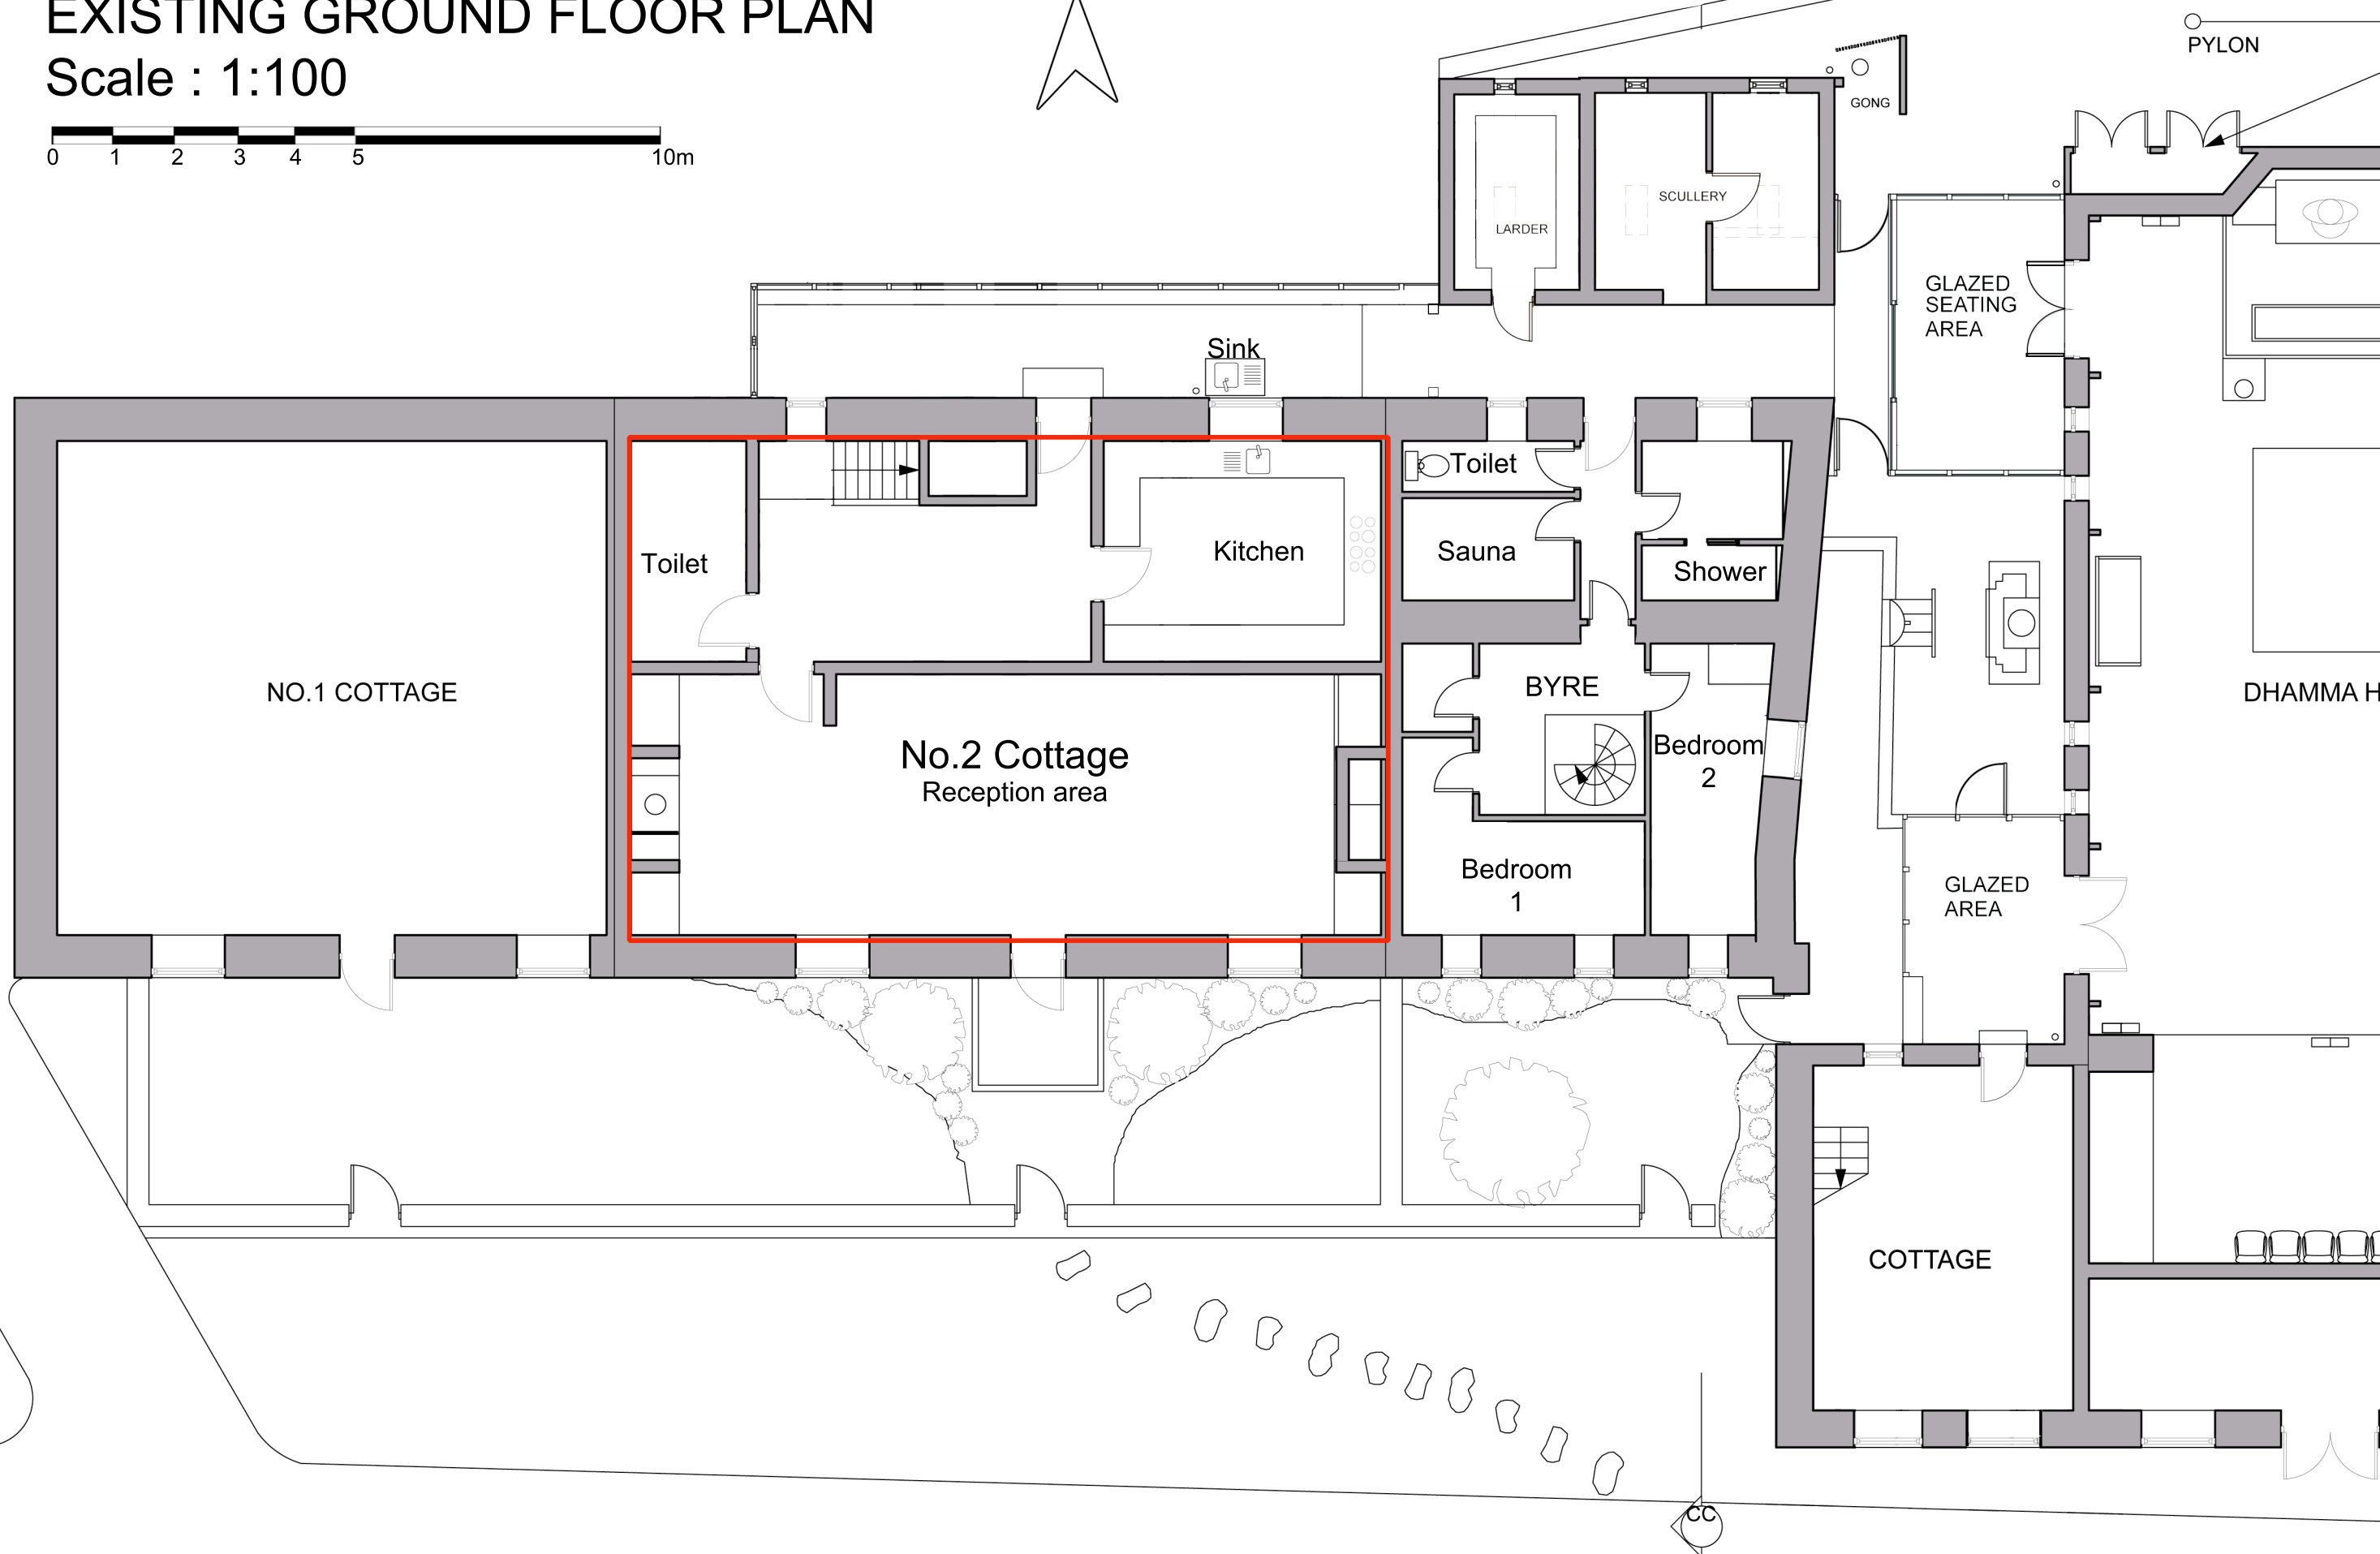 EXISTING GROUND FLOOR PLAN
Scale : 1:100
0 1 2 3 4 5 10m
PYLON
GONG
SCULLERY
LARDER
GLAZED
SEATING
AREA
Sink
Toilet
Sauna
Shower
Toilet
Kitchen
NO.1 COTTAGE
No.2 Cottage
Reception area
BYRE
Bedroom
2
Bedroom
1
DHAMMA H
GLAZED
AREA
COTTAGE
CC